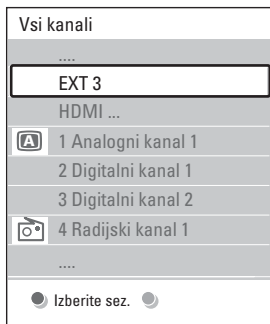 Vsi kanali
....
EXT 3
HDMI ...
A 1 Analogni kanal 1
2 Digitalni kanal 1
3 Digitalni kanal 2
4 Radijski kanal 1
....
Izberite sez.